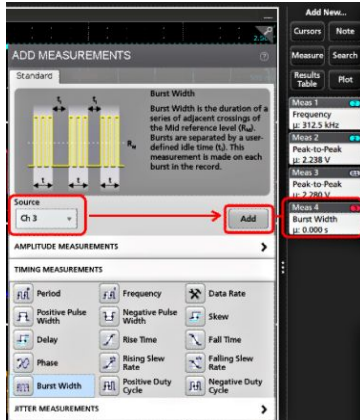 Add New...
Cursors
Note
Measure
Search
Results
Table
Plot
ADD MEASUREMENTS
Standard
Burst Width
Burst Width is the duration of a
series of adjacent crossings of
the Mid reference level (RM).
Bursts are separated by a user-
defined idle time (tI). This
measurement is made on each
burst in the record.
Source
Ch 3
Add
AMPLITUDE MEASUREMENTS
TIMING MEASUREMENTS
Period
Frequency
Data Rate
Positive Pulse
Width
Negative Pulse
Width
Skew
Delay
Rise Time
Fall Time
Phase
Rising Slew
Rate
Falling Slew
Rate
Burst Width
Positive Duty
Cycle
Negative Duty
Cycle
JITTER MEASUREMENTS
Meas 1
Frequency
μ: 312.5 kHz
Meas 2
Peak-to-Peak
μ: 2.238 V
Meas 3
Peak-to-Peak
μ: 2.280 V
Meas 4
Burst Width
μ: 0.000 s